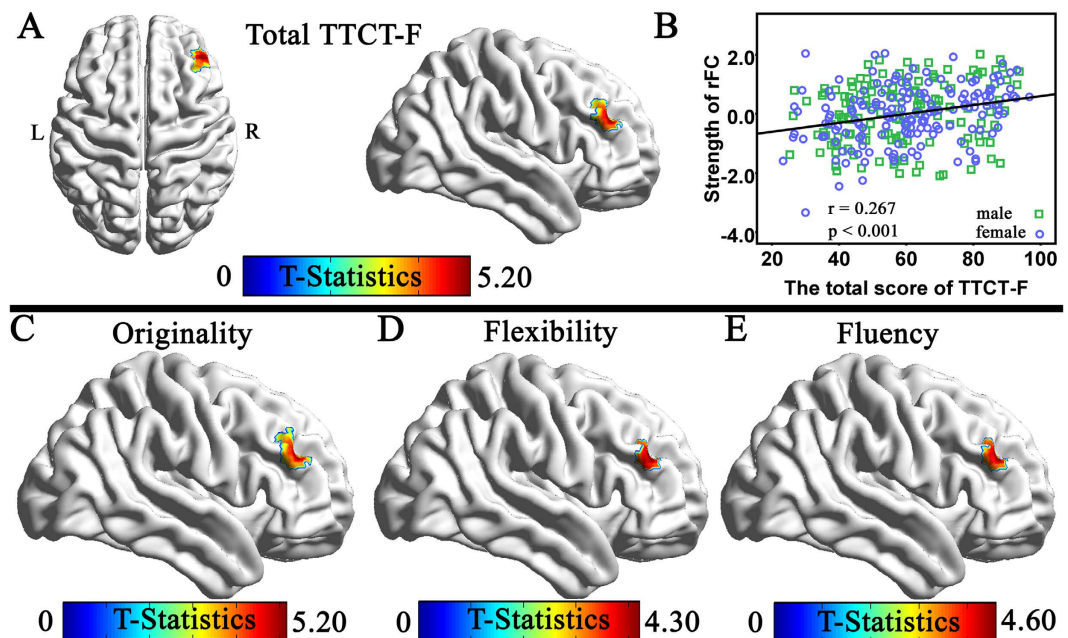 A
Total TTCT-F
L
R
0 T-Statistics 5.20
B
Strength of rFC
2.0
0.0
-2.0
-4.0
r = 0.267
p < 0.001
male
female
20 40 60 80 100
The total score of TTCT-F
C Originality
0 T-Statistics 5.20
D Flexibility
0 T-Statistics 4.30
E Fluency
0 T-Statistics 4.60